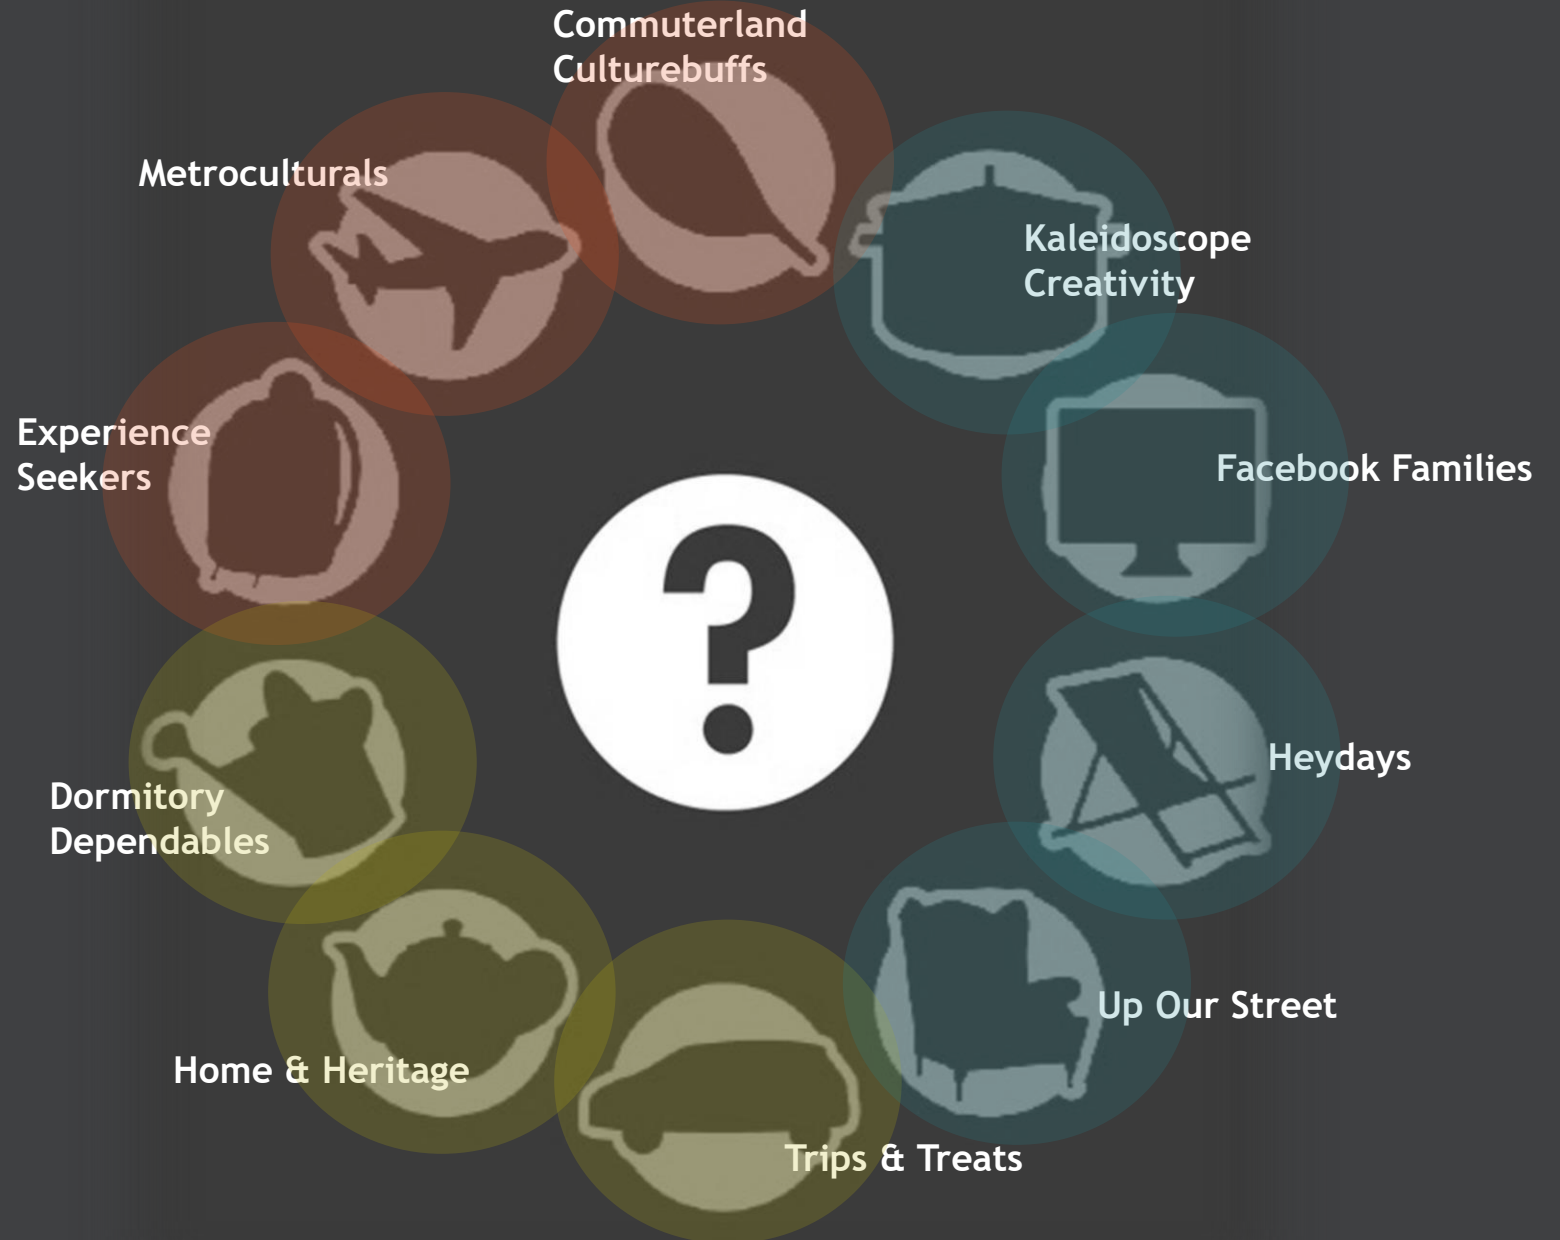 Commuterland
Culturebuffs
Metroculturals
Kaleidoscope
Creativity
Experience
Seekers
Facebook Families
?
Dormitory
Dependables
Heydays
Up Our Street
Home & Heritage
Trips & Treats